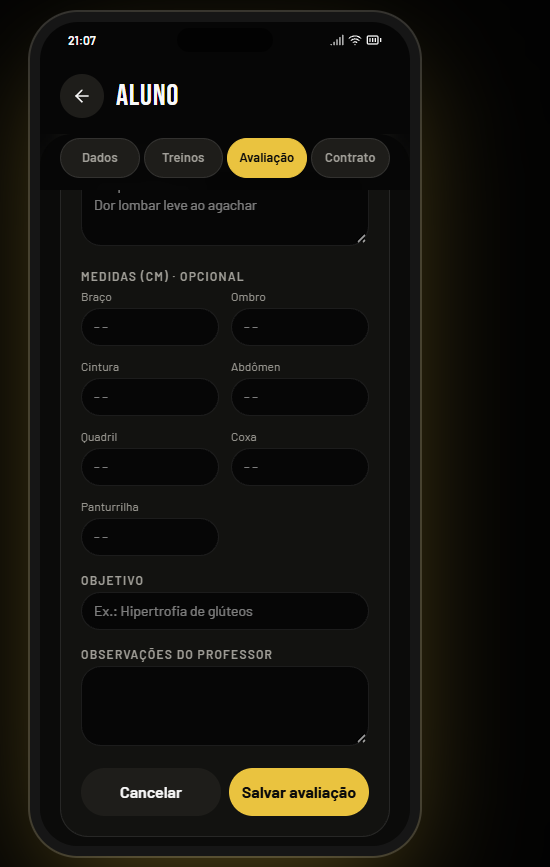 21:07
ALUNO
Dados Treinos Avaliação Contrato
Dor lombar leve ao agachar
MEDIDAS (CM) · OPCIONAL
Braço Ombro
-- --
Cintura Abdômen
-- --
Quadril Coxa
-- --
Panturrilha
--
OBJETIVO
Ex.: Hipertrofia de glúteos
OBSERVAÇÕES DO PROFESSOR
Cancelar Salvar avaliação